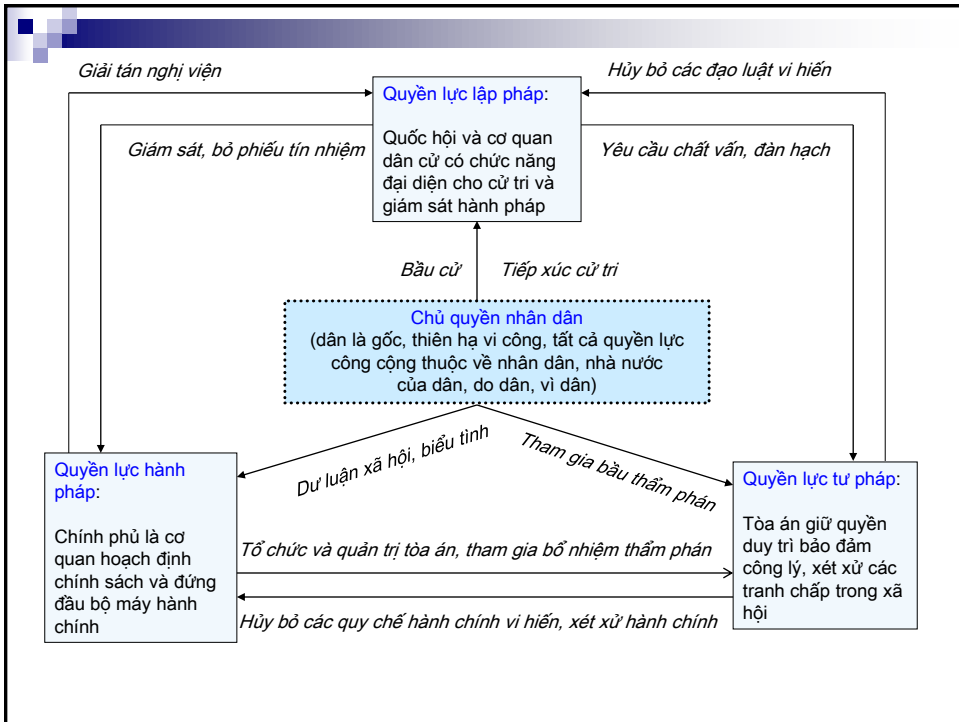 Giải tán nghị viện
Hủy bỏ các đạo luật vi hiến
Quyền lực lập pháp:
Quốc hội và cơ quan
dân cử có chức năng
đại diện cho cử tri và
giám sát hành pháp
Giám sát, bỏ phiếu tín nhiệm
Yêu cầu chất vấn, đàn hạch
Bầu cử
Tiếp xúc cử tri
Chủ quyền nhân dân
(dân là gốc, thiên hạ vi công, tất cả quyền lực
công cộng thuộc về nhân dân, nhà nước
của dân, do dân, vì dân)
Dư luận xã hội, biểu tình
Tham gia bầu thẩm phán
Quyền lực hành
pháp:
Chính phủ là cơ
quan hoạch định
chính sách và đứng
đầu bộ máy hành
chính
Tổ chức và quản trị tòa án, tham gia bổ nhiệm thẩm phán
Hủy bỏ các quy chế hành chính vi hiến, xét xử hành chính
Quyền lực tư pháp:
Tòa án giữ quyền
duy trì bảo đảm
công lý, xét xử các
tranh chấp trong xã
hội